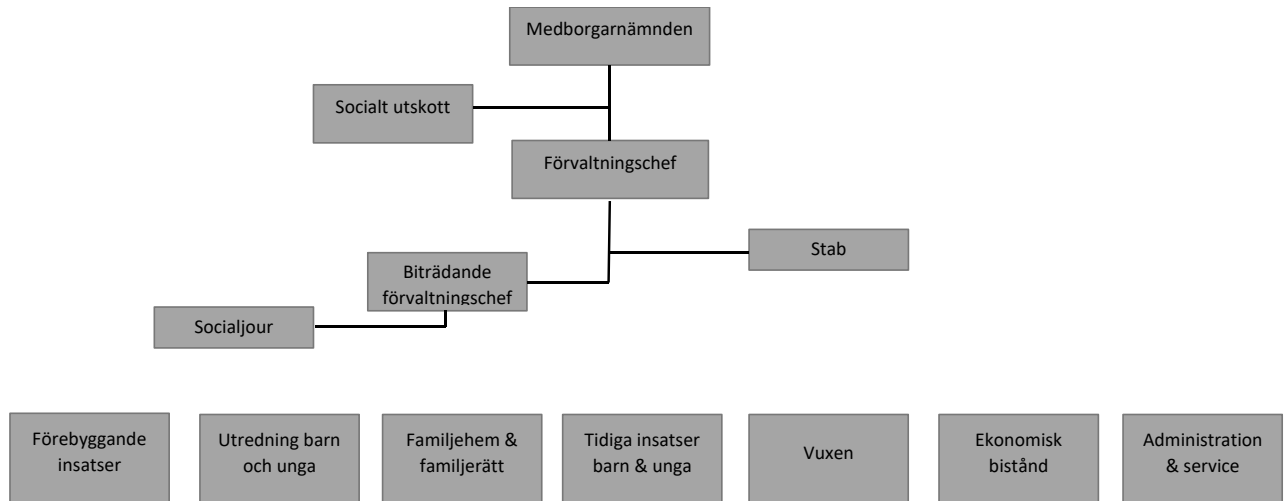 Medborgarnämnden
Socialt utskott
Förvaltningschef
Stab
Biträdande
förvaltningschef
Socialjour
Förebyggande
insatser
Utredning barn
och unga
Familjehem &
familjerätt
Tidiga insatser
barn & unga
Vuxen
Ekonomisk
bistånd
Administration
& service